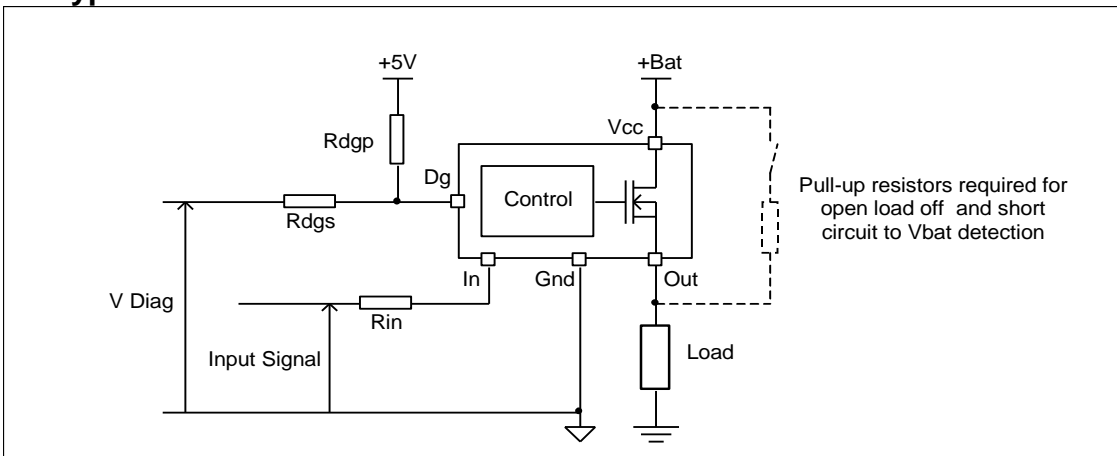 +5V
+Bat
Rdgp
Vcc
Dg
Control
Rdgs
Pull-up resistors required for
open load off and short
circuit to Vbat detection
In
Gnd
Out
V Diag
Rin
Input Signal
Load